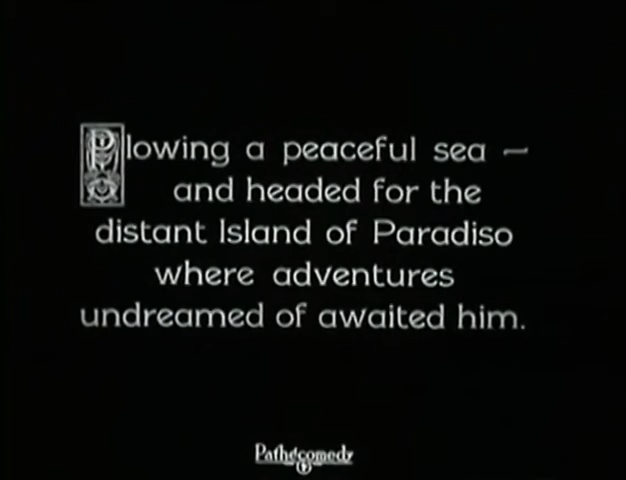 Plowing a peaceful sea —
and headed for the
distant Island of Paradiso
where adventures
undreamed of awaited him.
Pathécomedy